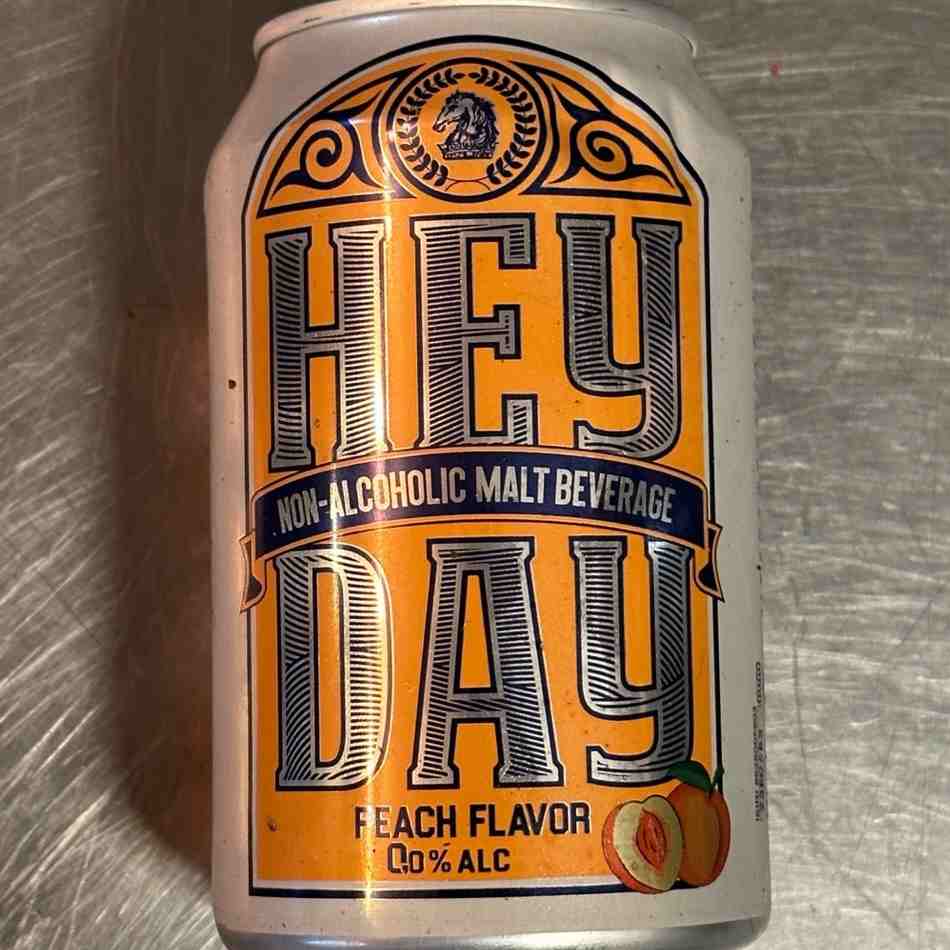 HEY
NON-ALCOHOLIC MALT BEVERAGE
DAY
PEACH FLAVOR
0,0% ALC